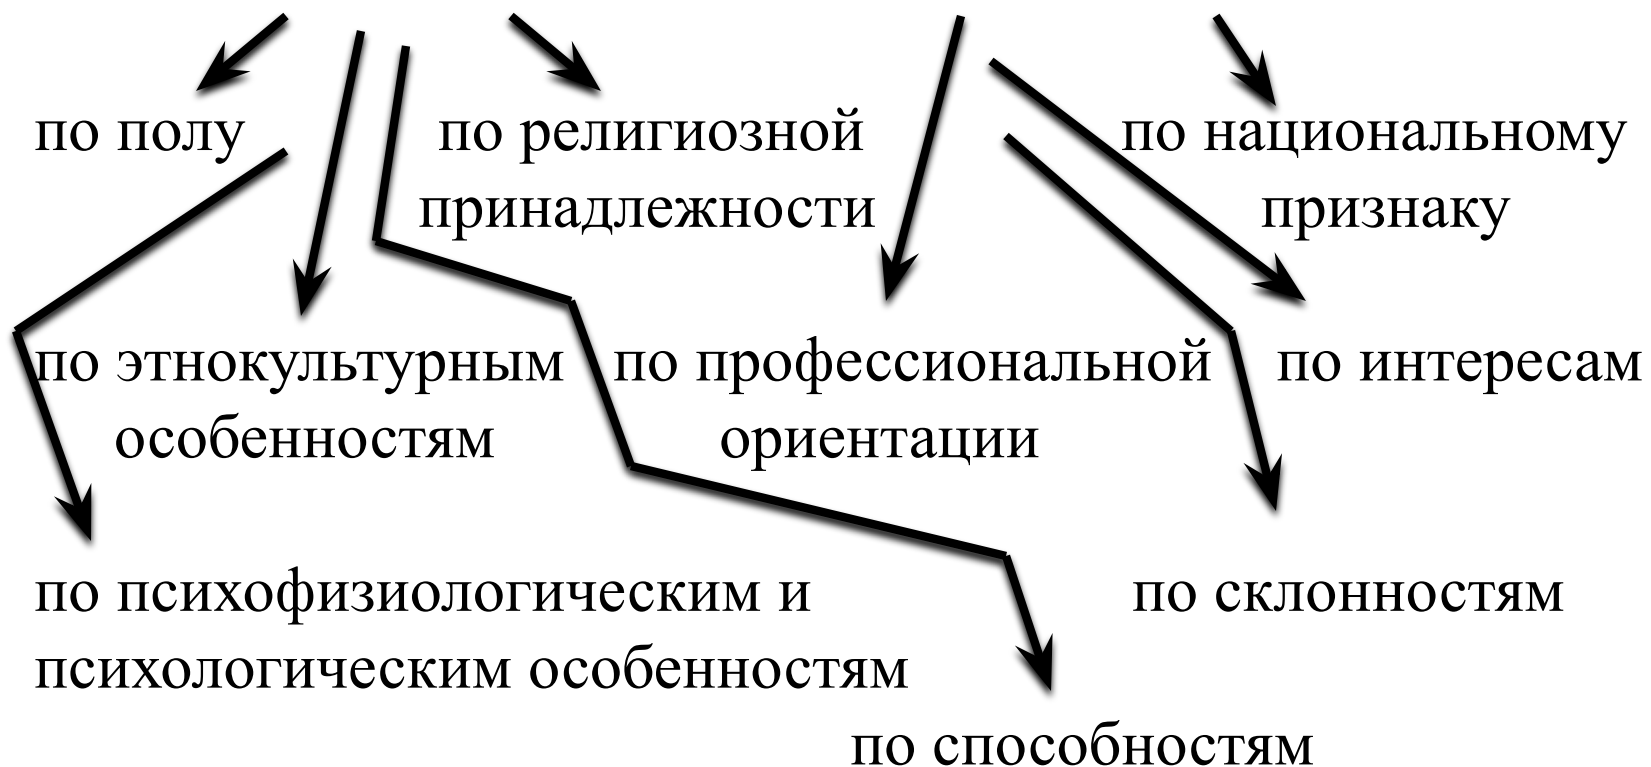 по полу
по религиозной
принадлежности
по национальному
признаку
по этнокультурным
особенностям
по профессиональной
ориентации
по интересам
по психофизиологическим и
психологическим особенностям
по склонностям
по способностям